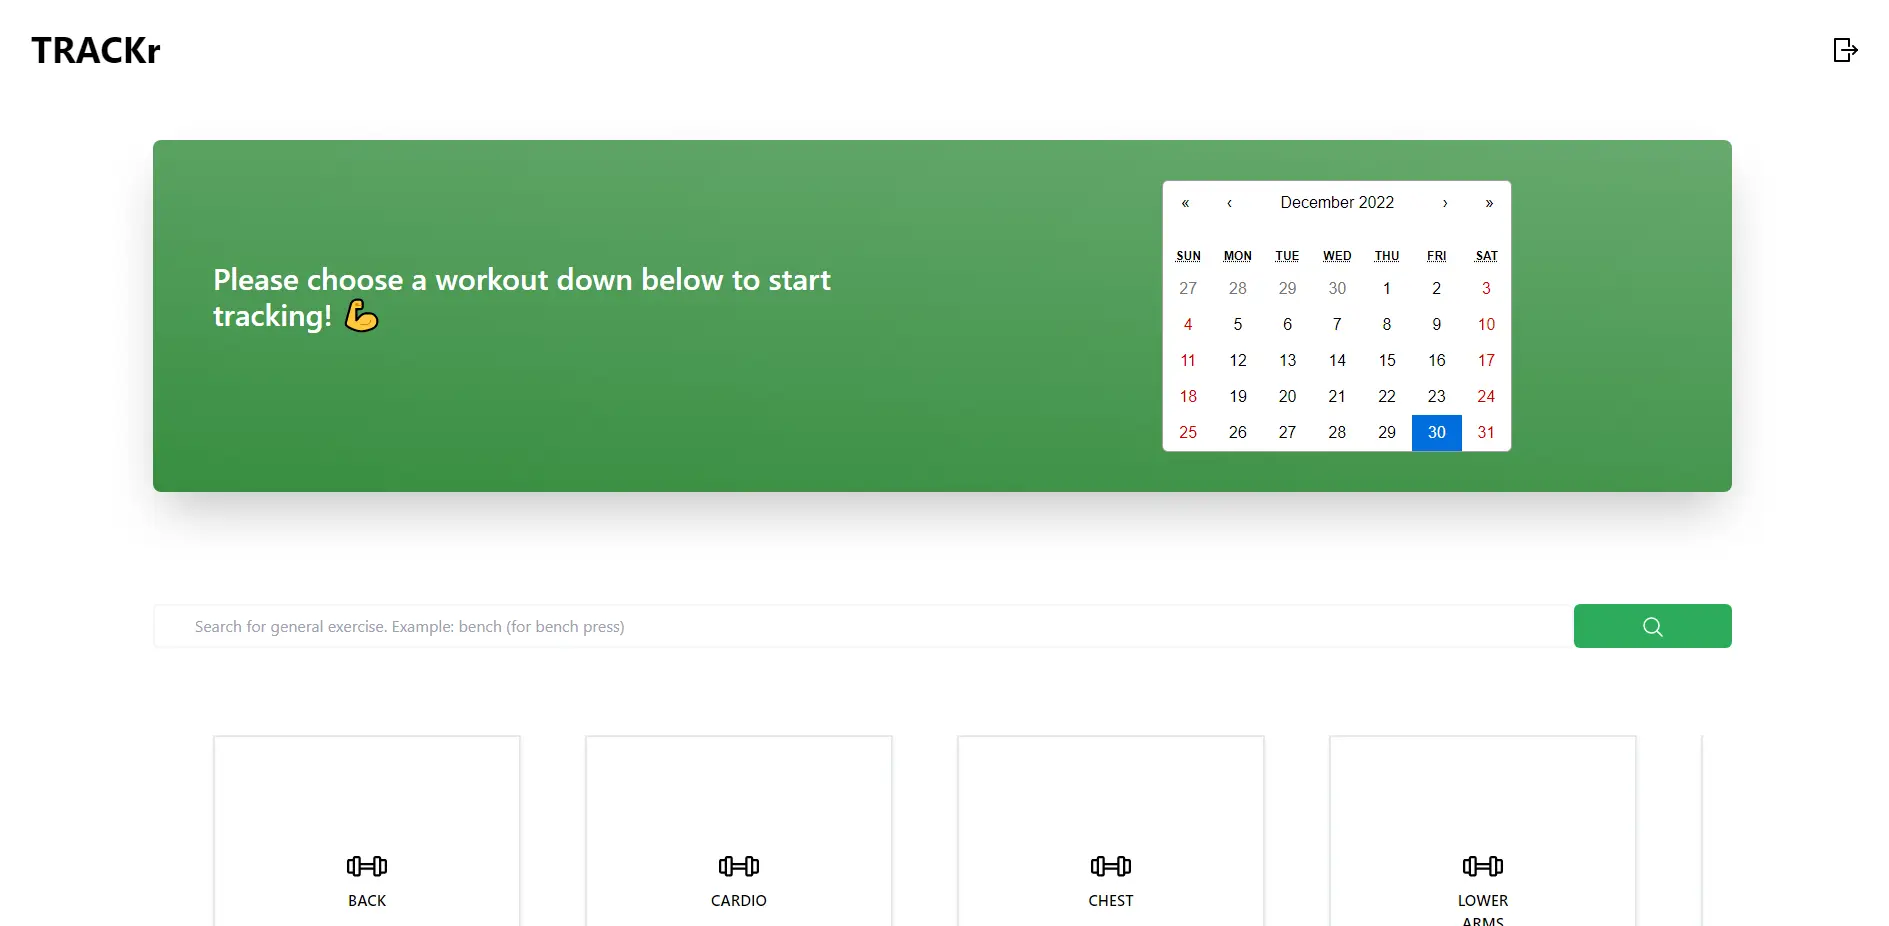 TRACKr
Please choose a workout down below to start
tracking! 💪
« ‹ December 2022 › »
SUN MON TUE WED THU FRI SAT
27 28 29 30 1 2 3
4 5 6 7 8 9 10
11 12 13 14 15 16 17
18 19 20 21 22 23 24
25 26 27 28 29 30 31
Search for general exercise. Example: bench (for bench press)
BACK
CARDIO
CHEST
LOWER
ARMS